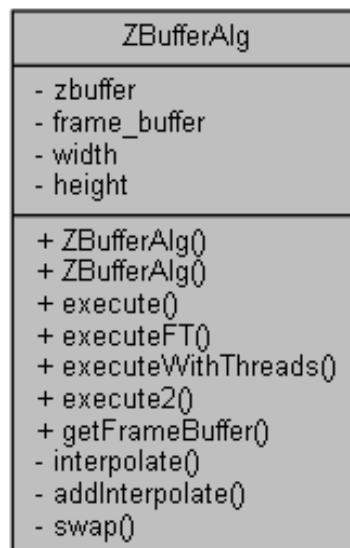 ZBufferAlg
- zbuffer
- frame_buffer
- width
- height
+ ZBufferAlg()
+ ZBufferAlg()
+ execute()
+ executeFT()
+ executeWithThreads()
+ execute2()
+ getFrameBuffer()
- interpolate()
- addInterpolate()
- swap()